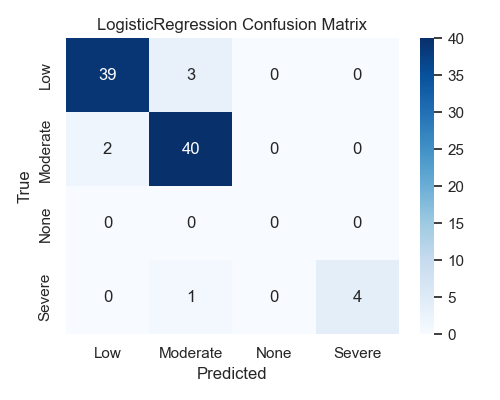 LogisticRegression Confusion Matrix
True
Low
Moderate
None
Severe
39 3 0 0
2 40 0 0
0 0 0 0
0 1 0 4
Low Moderate None Severe
Predicted
40
35
30
25
20
15
10
5
0